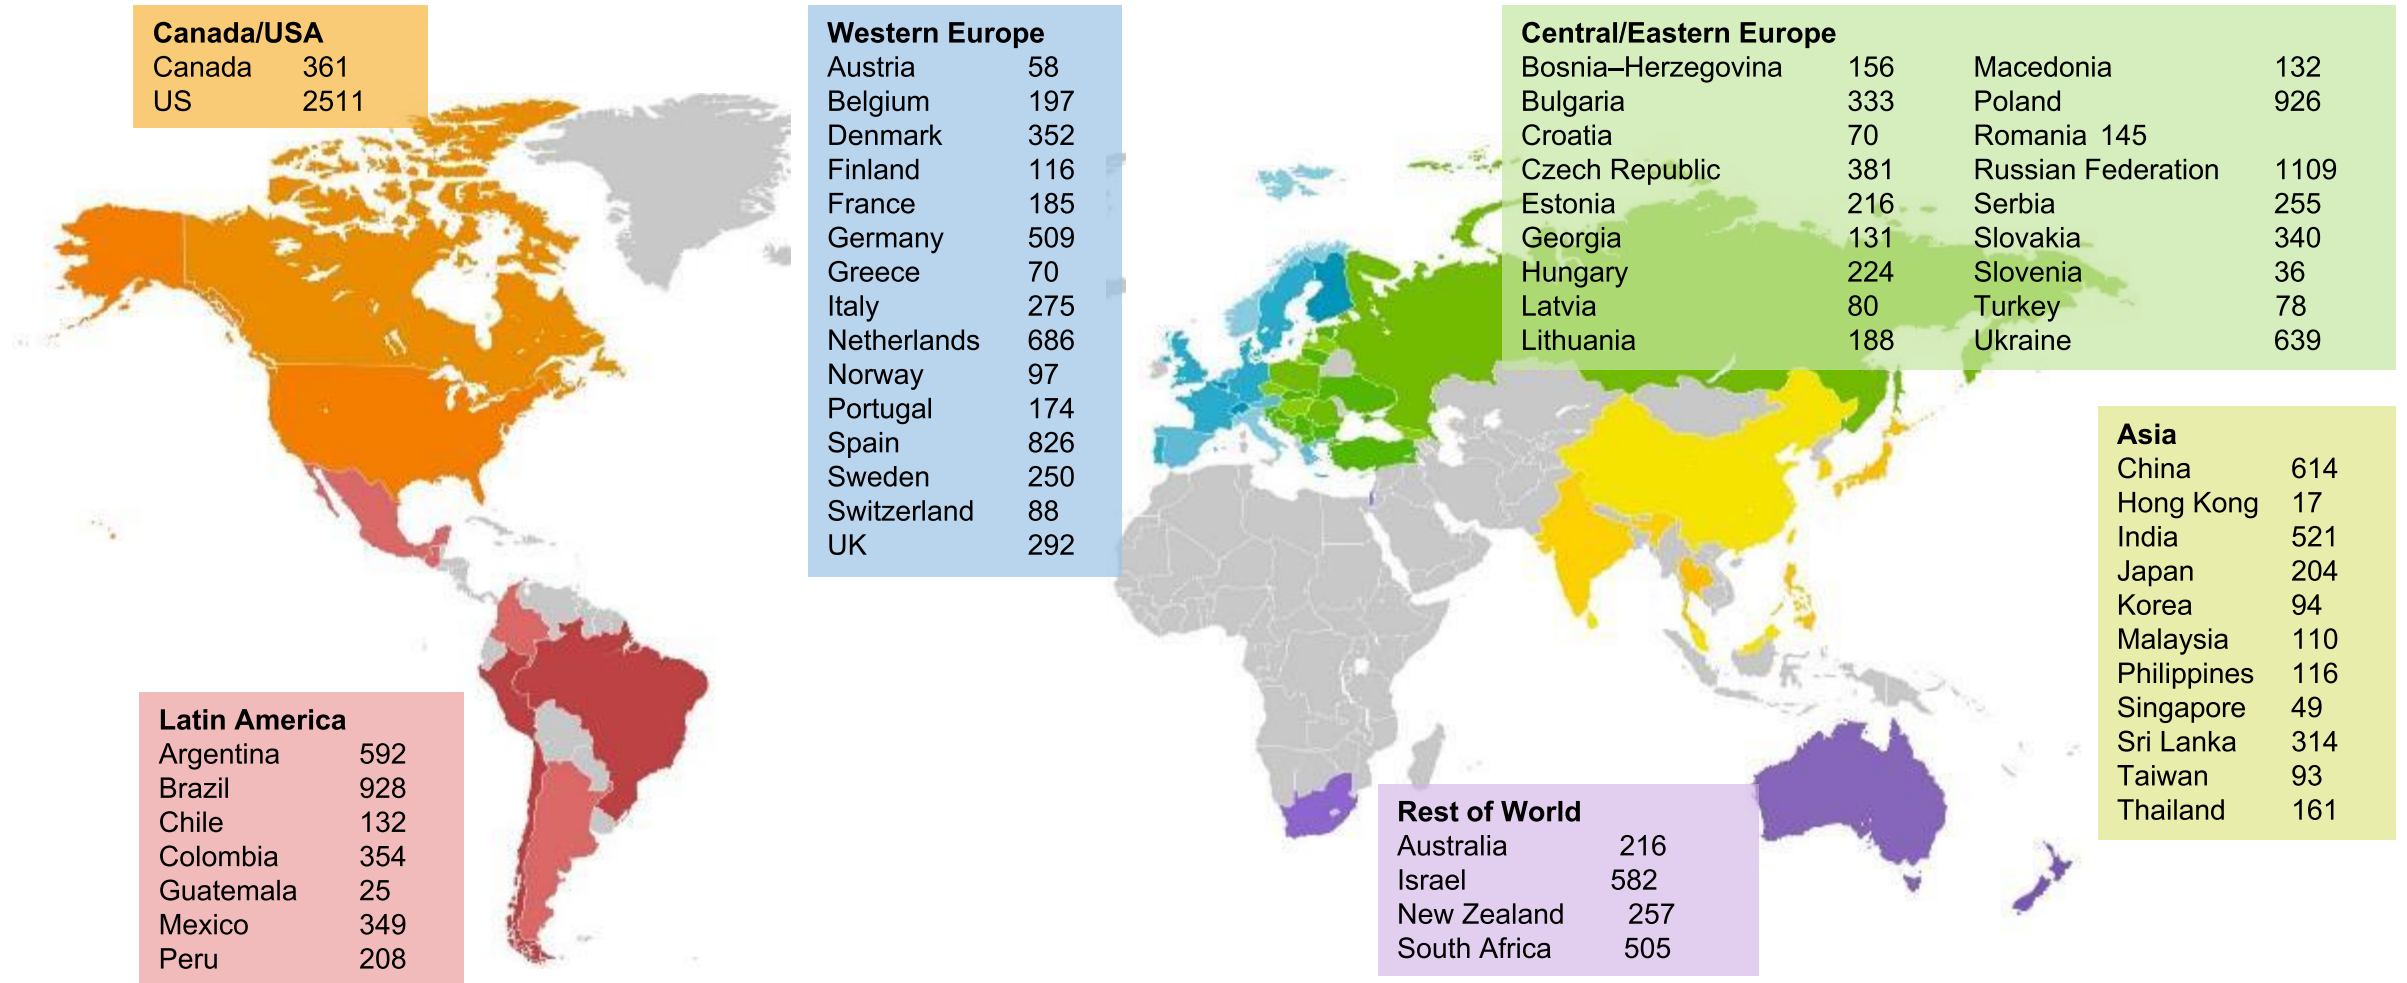 Canada/USA
Canada 361
US 2511
Western Europe
Austria 58
Belgium 197
Denmark 352
Finland 116
France 185
Germany 509
Greece 70
Italy 275
Netherlands 686
Norway 97
Portugal 174
Spain 826
Sweden 250
Switzerland 88
UK 292
Central/Eastern Europe
Bosnia–Herzegovina 156 Macedonia 132
Bulgaria 333 Poland 926
Croatia 70 Romania 145
Czech Republic 381 Russian Federation 1109
Estonia 216 Serbia 255
Georgia 131 Slovakia 340
Hungary 224 Slovenia 36
Latvia 80 Turkey 78
Lithuania 188 Ukraine 639
Asia
China 614
Hong Kong 17
India 521
Japan 204
Korea 94
Malaysia 110
Philippines 116
Singapore 49
Sri Lanka 314
Taiwan 93
Thailand 161
Latin America
Argentina 592
Brazil 928
Chile 132
Colombia 354
Guatemala 25
Mexico 349
Peru 208
Rest of World
Australia 216
Israel 582
New Zealand 257
South Africa 505